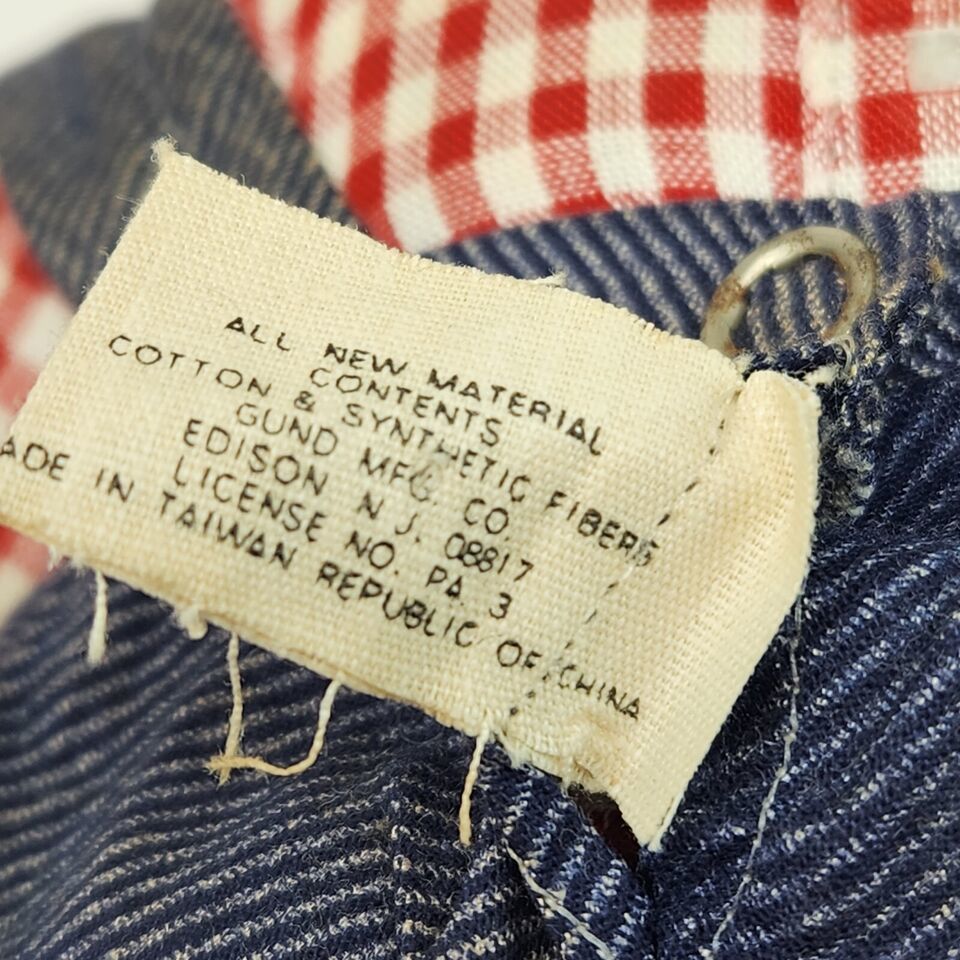 ALL NEW MATERIAL
CONTENTS
COTTON & SYNTHETIC FIBERS
GUND MFG. CO.
EDISON N J. 08817
LICENSE NO. PA 3
ADE IN TAIWAN REPUBLIC OF CHINA